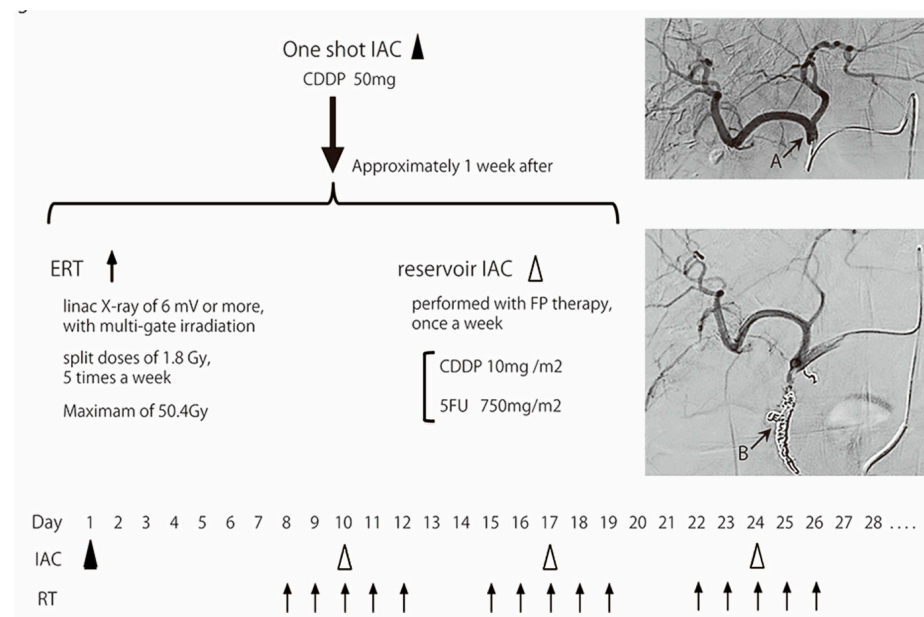 One shot IAC ▲
CDDP 50mg
Approximately 1 week after
ERT ↑
linac X-ray of 6 mV or more,
with multi-gate irradiation
split doses of 1.8 Gy,
5 times a week
Maximam of 50.4Gy
reservoir IAC △
performed with FP therapy,
once a week
CDDP 10mg /m2
5FU 750mg/m2
A
B
Day 1 2 3 4 5 6 7 8 9 10 11 12 13 14 15 16 17 18 19 20 21 22 23 24 25 26 27 28 ....
IAC
RT